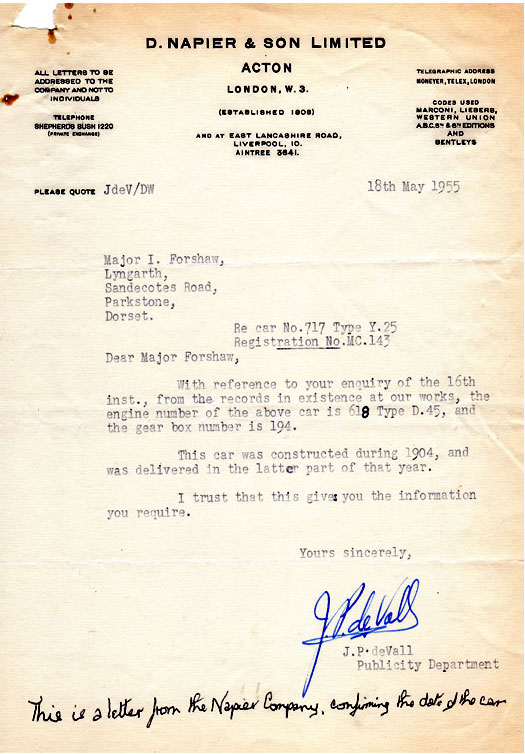 D. NAPIER & SON LIMITED
ACTON
LONDON, W.3.
(ESTABLISHED 1808)
AND AT EAST LANCASHIRE ROAD,
LIVERPOOL, 10.
AINTREE 3641.
ALL LETTERS TO BE
ADDRESSED TO THE
COMPANY AND NOT TO
INDIVIDUALS
TELEPHONE
SHEPHERDS BUSH 1220
(PRIVATE EXCHANGE)
TELEGRAPHIC ADDRESS
MONEYER, TELEX, LONDON
CODES USED
MARCONI, LIEBERS,
WESTERN UNION
A.B.C. 5TH & 6TH EDITIONS
AND
BENTLEYS
PLEASE QUOTE JdeV/DW
18th May 1955
Major I. Forshaw,
Lyngarth,
Sandecotes Road,
Parkstone,
Dorset.
Re car No.717 Type Y.25
Registration No.MC.143
Dear Major Forshaw,
With reference to your enquiry of the 16th
inst., from the records in existence at our works, the
engine number of the above car is 618 Type D.45, and
the gear box number is 194.
This car was constructed during 1904, and
was delivered in the latter part of that year.
I trust that this gives you the information
you require.
Yours sincerely,
J.P. deVall
J.P.deVall
Publicity Department
This is a letter from the Napier Company, confirming the date of the car